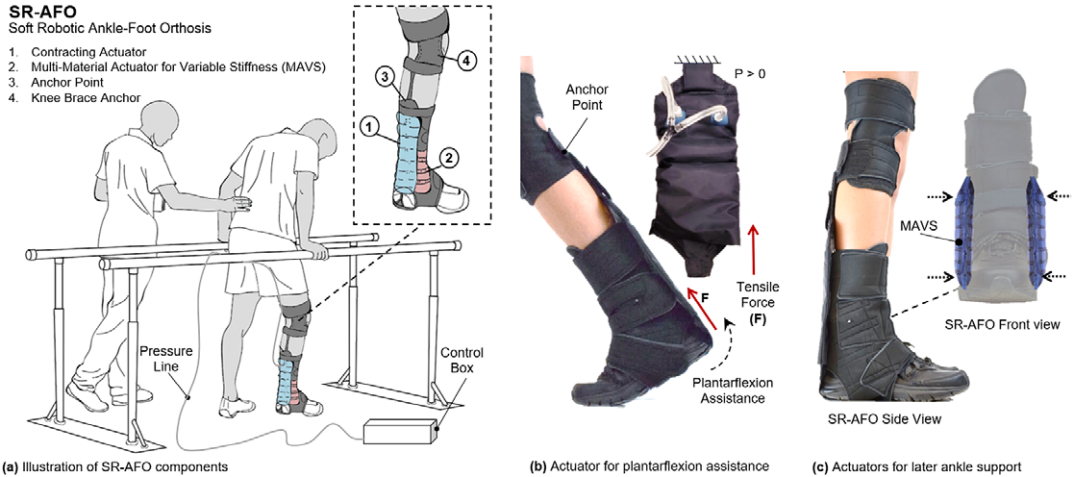 SR-AFO
Soft Robotic Ankle-Foot Orthosis
1. Contracting Actuator
2. Multi-Material Actuator for Variable Stiffness (MAVS)
3. Anchor Point
4. Knee Brace Anchor
4
3
1
2
Pressure
Line
Control
Box
(a) Illustration of SR-AFO components
Anchor
Point
P > 0
F
Tensile
Force
(F)
Plantarflexion
Assistance
(b) Actuator for plantarflexion assistance
MAVS
SR-AFO Front view
SR-AFO Side View
(c) Actuators for later ankle support